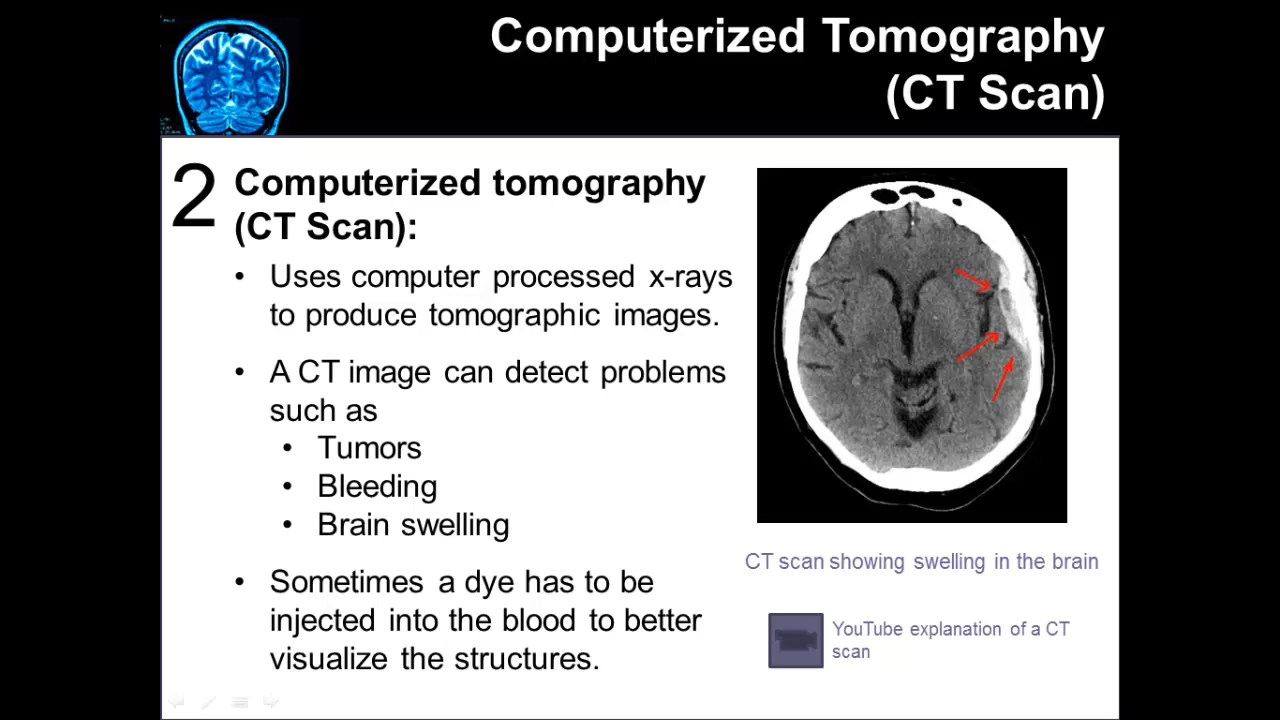 Computerized Tomography
(CT Scan)
2
Computerized tomography
(CT Scan):
• Uses computer processed x-rays
to produce tomographic images.
• A CT image can detect problems
such as
• Tumors
• Bleeding
• Brain swelling
• Sometimes a dye has to be
injected into the blood to better
visualize the structures.
CT scan showing swelling in the brain
YouTube explanation of a CT
scan